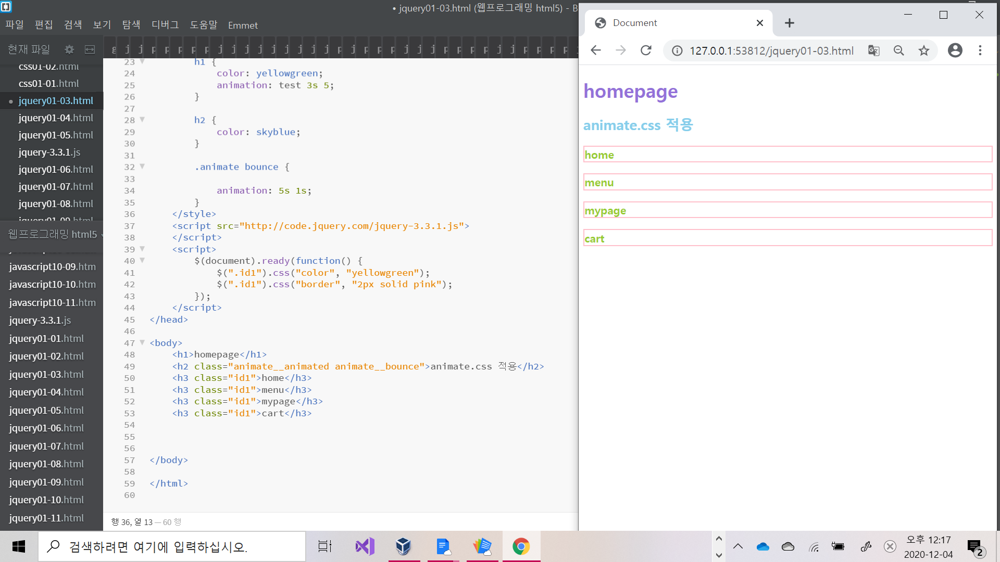 • jquery01-03.html (웹프로그래밍 html5) - B
파일 편집 검색 보기 탐색 디버그 도움말 Emmet
현재 파일
css01-02.html
css01-01.html
jquery01-03.html
jquery01-04.html
jquery01-05.html
jquery-3.3.1.js
jquery01-06.html
jquery01-07.html
jquery01-08.html
웹프로그래밍 html5
javascript10-09.htm
javascript10-10.htm
javascript10-11.htm
jquery-3.3.1.js
jquery01-01.html
jquery01-02.html
jquery01-03.html
jquery01-04.html
jquery01-05.html
jquery01-06.html
jquery01-07.html
jquery01-08.html
jquery01-09.html
jquery01-10.html
jquery01-11.html
23 h1 {
24 color: yellowgreen;
25 animation: test 3s 5;
26 }
27
28 h2 {
29 color: skyblue;
30 }
31
32 .animate bounce {
33
34 animation: 5s 1s;
35 }
36 </style>
37 <script src="http://code.jquery.com/jquery-3.3.1.js">
38 </script>
39 <script>
40 $(document).ready(function() {
41 $(".id1").css("color", "yellowgreen");
42 $(".id1").css("border", "2px solid pink");
43 });
44 </script>
45 </head>
46
47 <body>
48 <h1>homepage</h1>
49 <h2 class="animate__animated animate__bounce">animate.css 적용</h2>
50 <h3 class="id1">home</h3>
51 <h3 class="id1">menu</h3>
52 <h3 class="id1">mypage</h3>
53 <h3 class="id1">cart</h3>
54
55
56
57 </body>
58
59 </html>
60
행 36, 열 13 — 60 행
Document
127.0.0.1:53812/jquery01-03.html
homepage
animate.css 적용
home
menu
mypage
cart
검색하려면 여기에 입력하십시오.
오후 12:17
2020-12-04
2